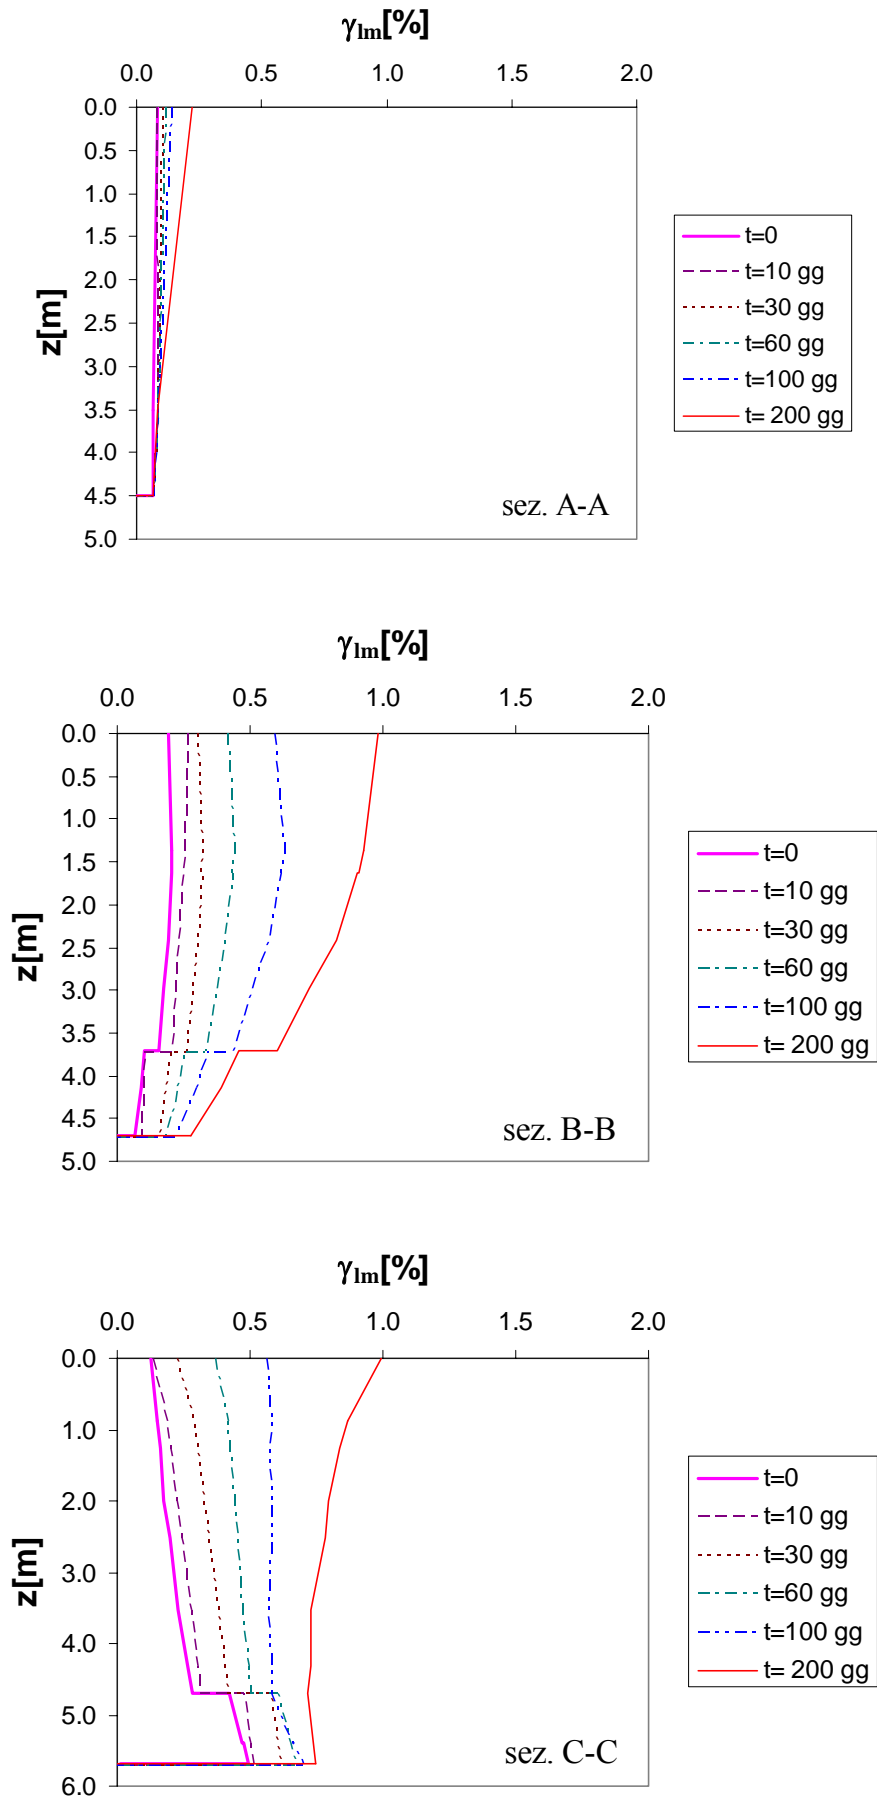 γlm[%]
0.0 0.5 1.0 1.5 2.0
0.0
0.5
1.0
1.5
2.0
2.5
3.0
3.5
4.0
4.5
5.0
z[m]
sez. A-A
t=0
t=10 gg
t=30 gg
t=60 gg
t=100 gg
t= 200 gg
γlm[%]
0.0 0.5 1.0 1.5 2.0
0.0
0.5
1.0
1.5
2.0
2.5
3.0
3.5
4.0
4.5
5.0
z[m]
sez. B-B
t=0
t=10 gg
t=30 gg
t=60 gg
t=100 gg
t= 200 gg
γlm[%]
0.0 0.5 1.0 1.5 2.0
0.0
1.0
2.0
3.0
4.0
5.0
6.0
z[m]
sez. C-C
t=0
t=10 gg
t=30 gg
t=60 gg
t=100 gg
t= 200 gg